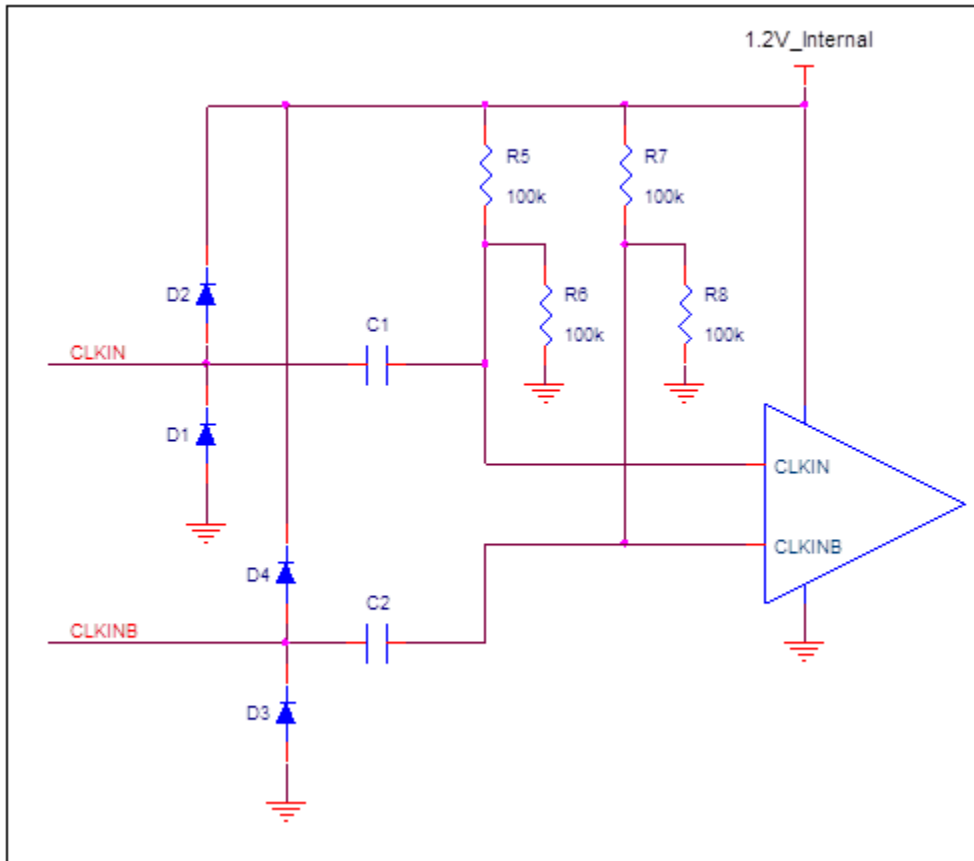 1.2V_Internal
R5
100k
R7
100k
D2
R6
100k
R8
100k
C1
CLKIN
D1
CLKIN
CLKINB
D4
C2
CLKINB
D3